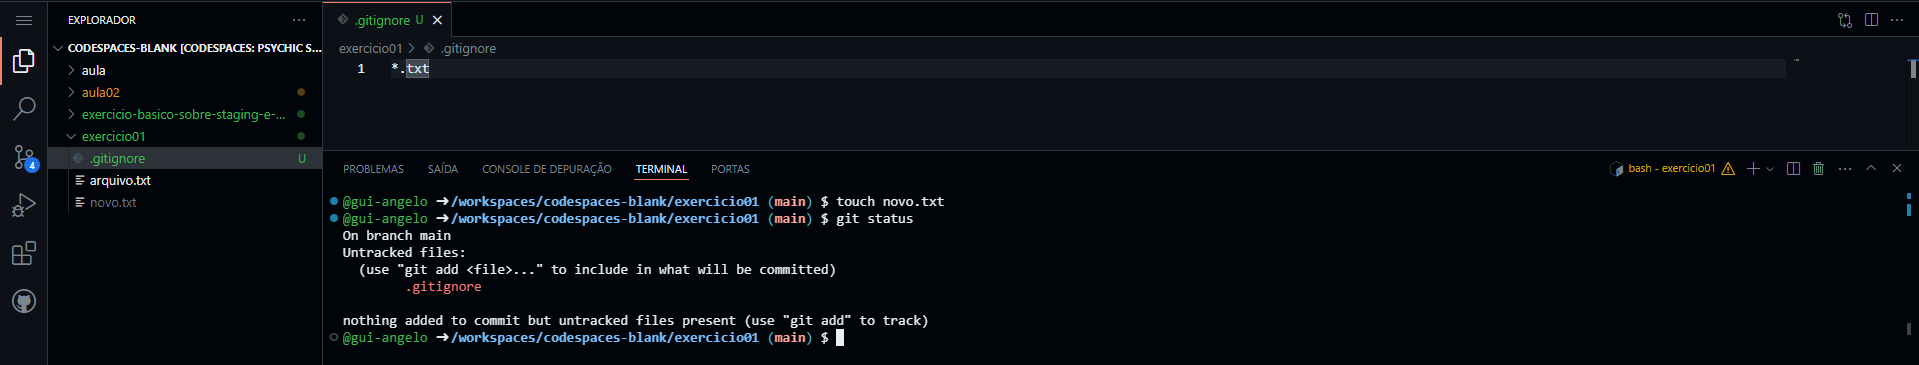 EXPLORADOR
CODESPACES-BLANK [CODESPACES: PSYCHIC S...
aula
aula02
exercicio-basico-sobre-staging-e-...
exercicio01
.gitignore U
arquivo.txt
novo.txt
4
.gitignore U
exercicio01 > .gitignore
1 *.txt
PROBLEMAS SAÍDA CONSOLE DE DEPURAÇÃO TERMINAL PORTAS
bash - exercicio01
@gui-angelo ➜/workspaces/codespaces-blank/exercicio01 (main) $ touch novo.txt
@gui-angelo ➜/workspaces/codespaces-blank/exercicio01 (main) $ git status
On branch main
Untracked files:
(use "git add <file>..." to include in what will be committed)
.gitignore
nothing added to commit but untracked files present (use "git add" to track)
@gui-angelo ➜/workspaces/codespaces-blank/exercicio01 (main) $